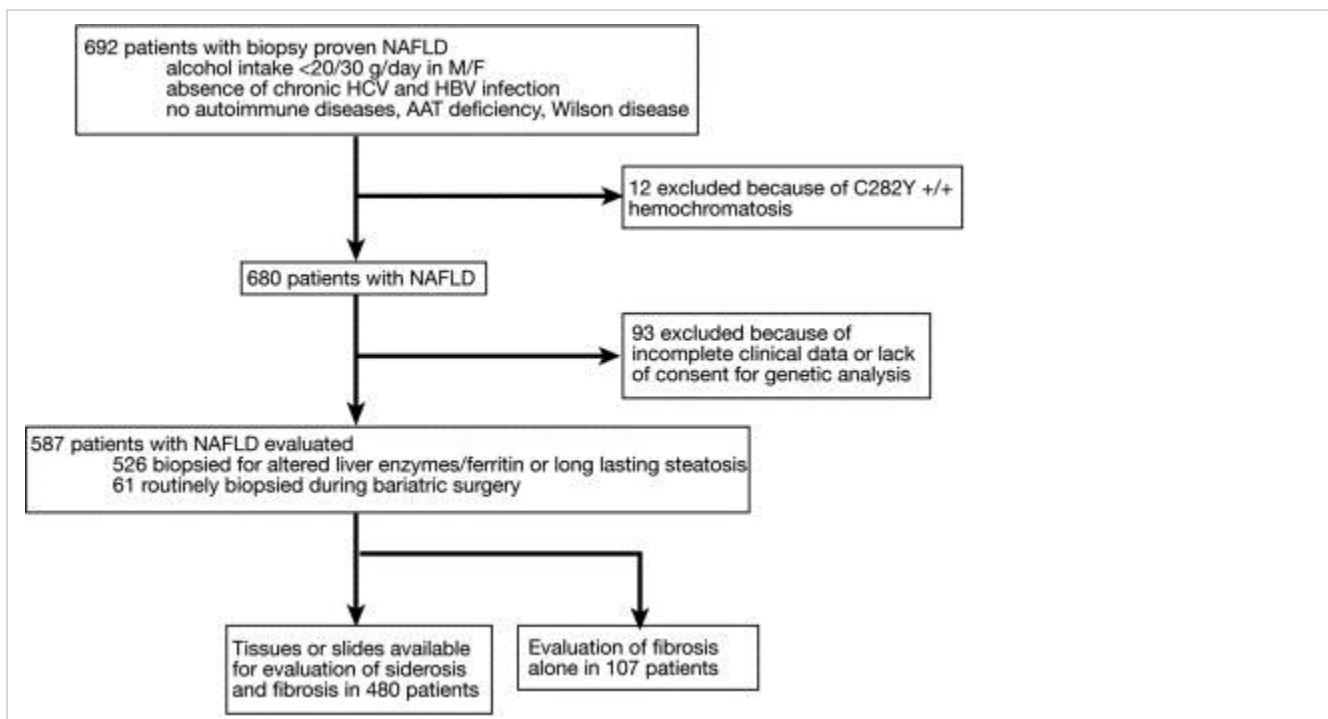 692 patients with biopsy proven NAFLD
alcohol intake <20/30 g/day in M/F
absence of chronic HCV and HBV infection
no autoimmune diseases, AAT deficiency, Wilson disease
12 excluded because of C282Y +/+
hemochromatosis
680 patients with NAFLD
93 excluded because of
incomplete clinical data or lack
of consent for genetic analysis
587 patients with NAFLD evaluated
526 biopsied for altered liver enzymes/ferritin or long lasting steatosis
61 routinely biopsied during bariatric surgery
Tissues or slides available
for evaluation of siderosis
and fibrosis in 480 patients
Evaluation of fibrosis
alone in 107 patients